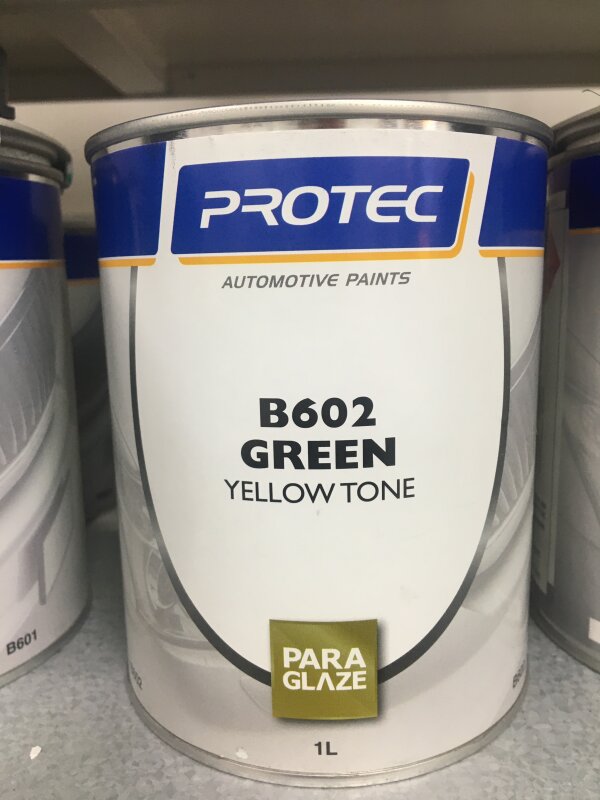 PROTEC
AUTOMOTIVE PAINTS
B602
GREEN
YELLOW TONE
PARA
GLAZE
1L
B601